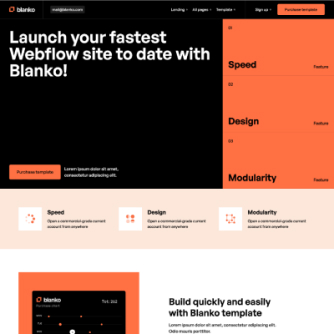 blanko
mail@blanko.com
Landing
All pages
Template
Sign up
Purchase template
Launch your fastest
Webflow site to date with
Blanko!
01
Speed
Feature
02
Design
Feature
03
Modularity
Feature
Purchase template
Lorem ipsum dolor sit amet,
consectetur adipiscing elit.
Speed
Open a commercial-grade current
account from anywhere
Design
Open a commercial-grade current
account from anywhere
Modularity
Open a commercial-grade current
account from anywhere
blanko
Build quickly and easily
with Blanko template
Lorem ipsum dolor sit amet, consectetur adipiscing elit.
Odio mauris porttitor